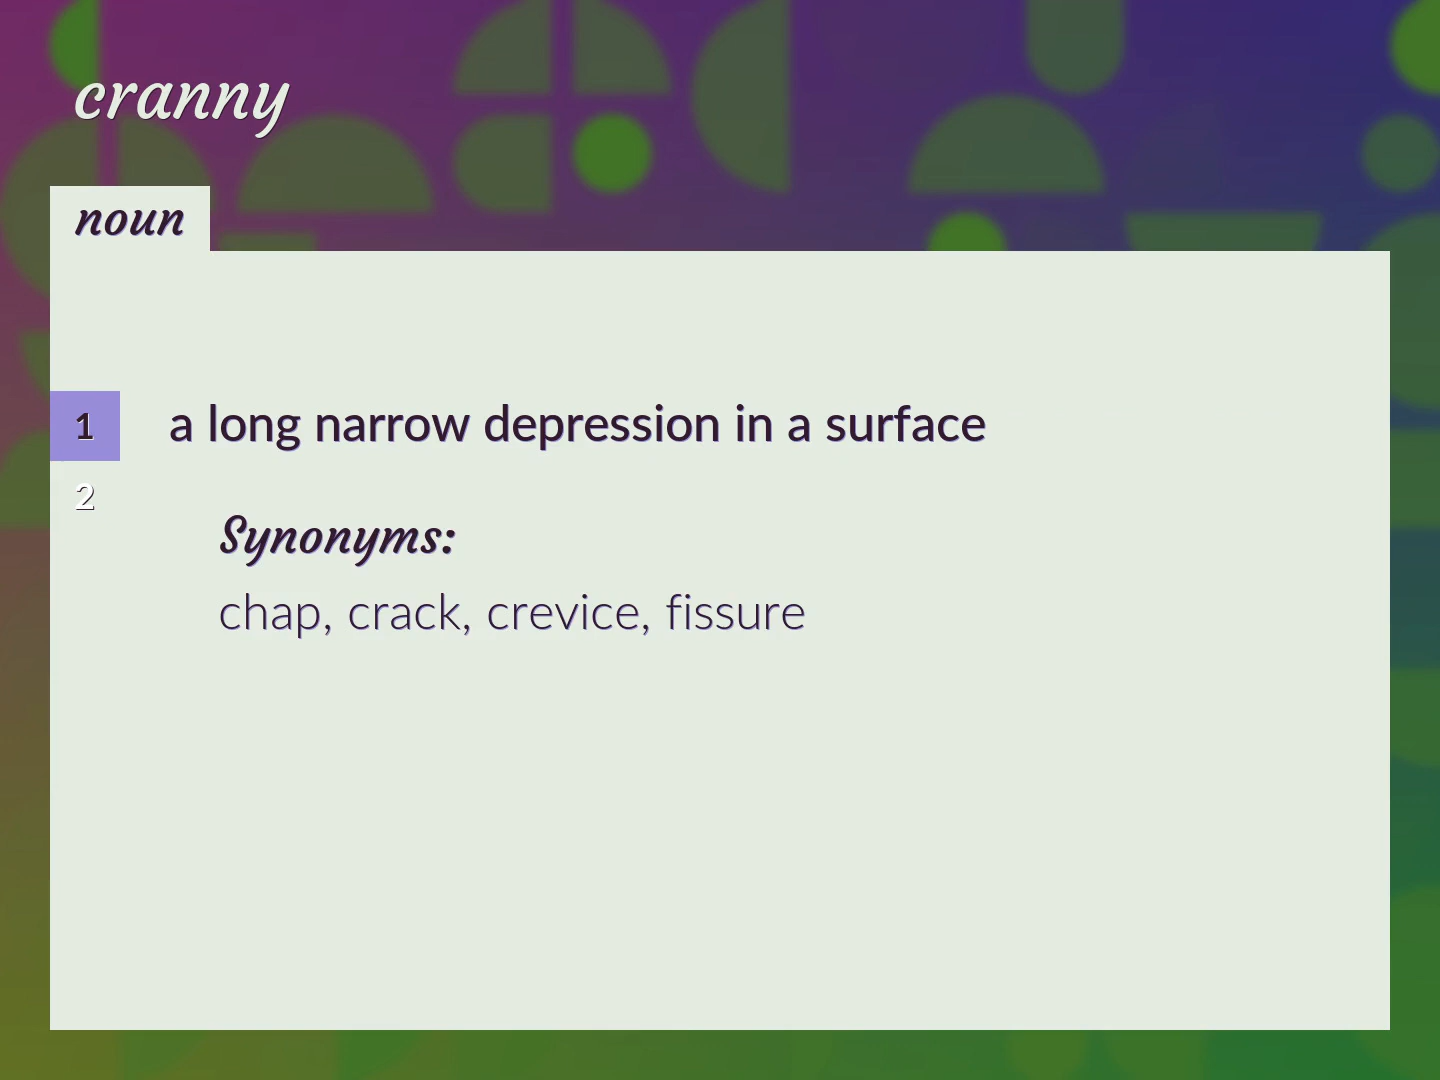 cranny
noun
1 a long narrow depression in a surface
2
Synonyms:
chap, crack, crevice, fissure